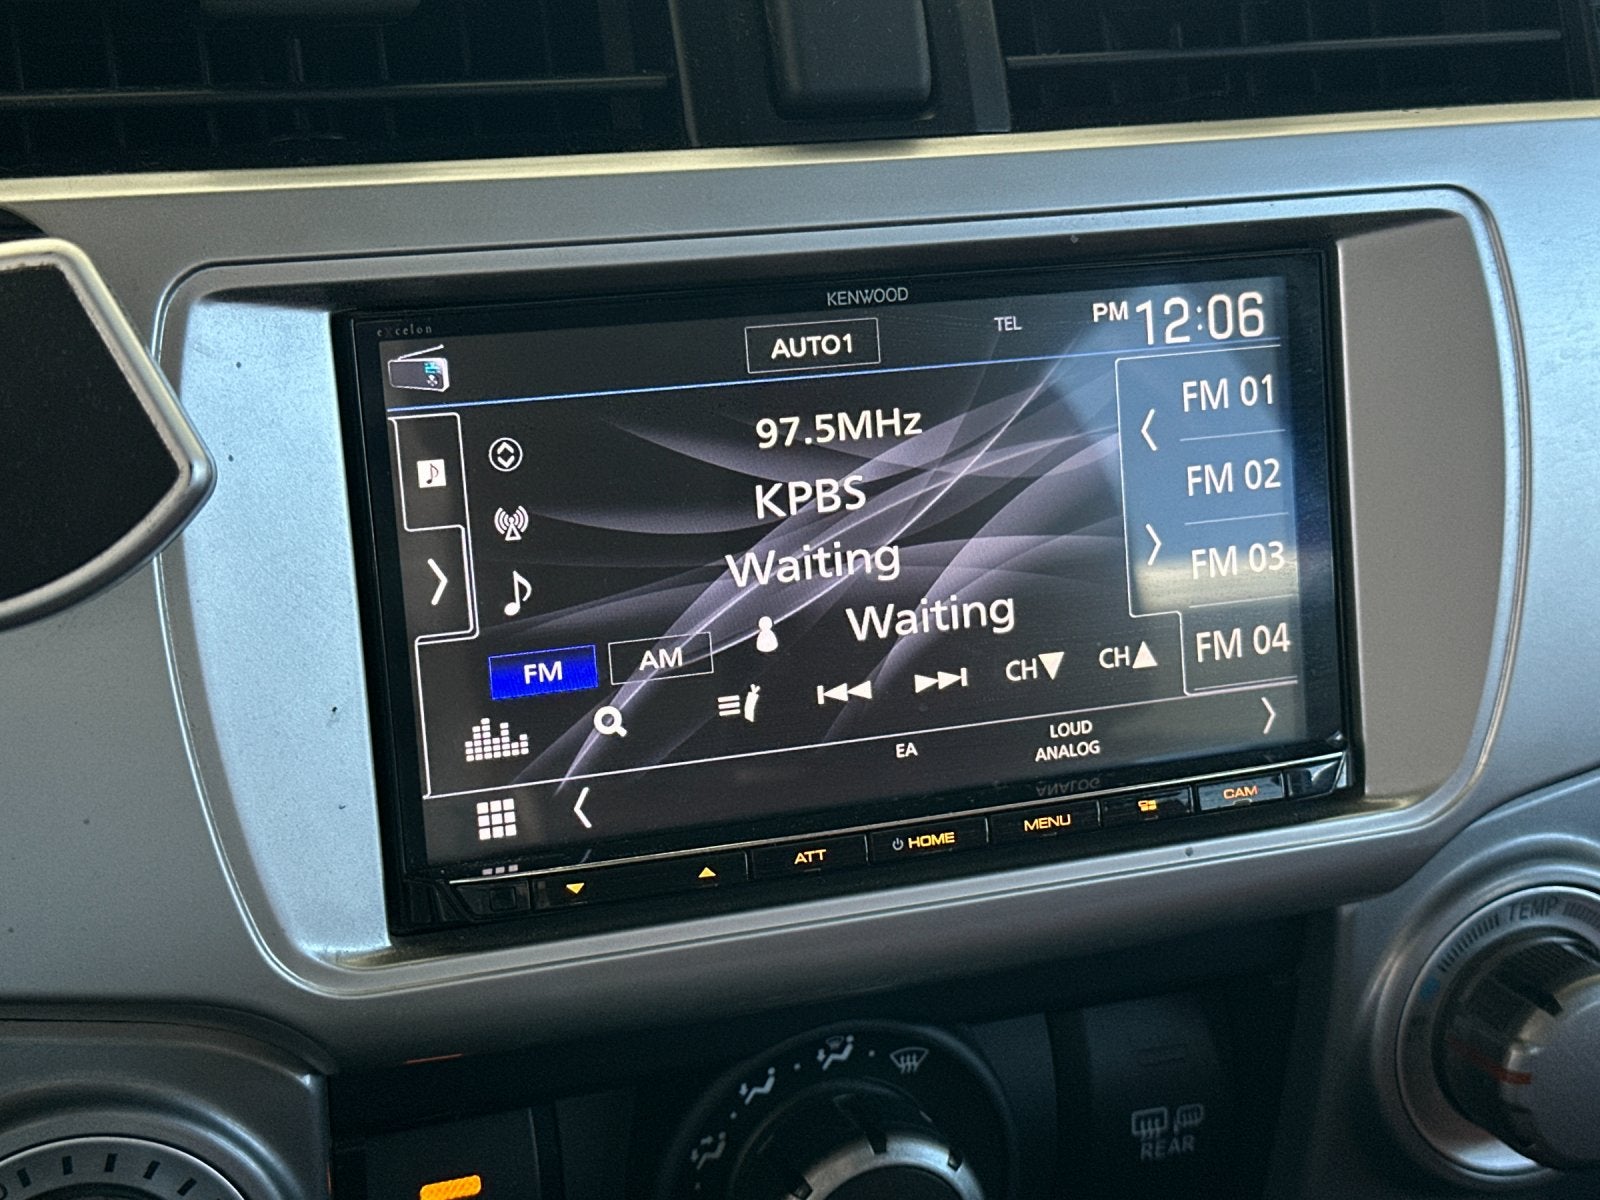 KENWOOD
eXcelon
AUTO1
TEL
PM 12:06
97.5MHz
KPBS
Waiting
Waiting
FM 01
FM 02
FM 03
FM 04
FM
AM
CH▼
CH▲
EA
LOUD
ANALOG
ATT
HOME
MENU
CAM
TEMP
REAR